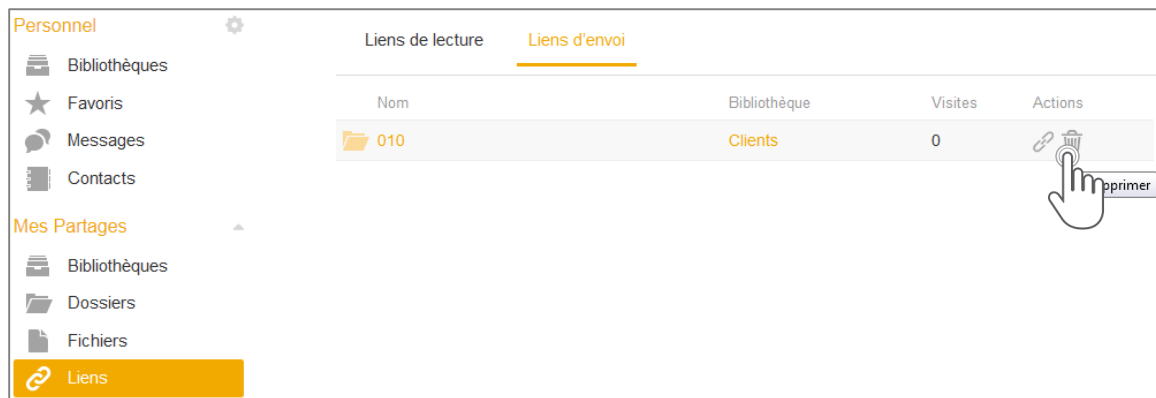 Personnel
Bibliothèques
Favoris
Messages
Contacts
Mes Partages
Bibliothèques
Dossiers
Fichiers
Liens
Liens de lecture Liens d'envoi
Nom Bibliothèque Visites Actions
010 Clients 0
pprimer